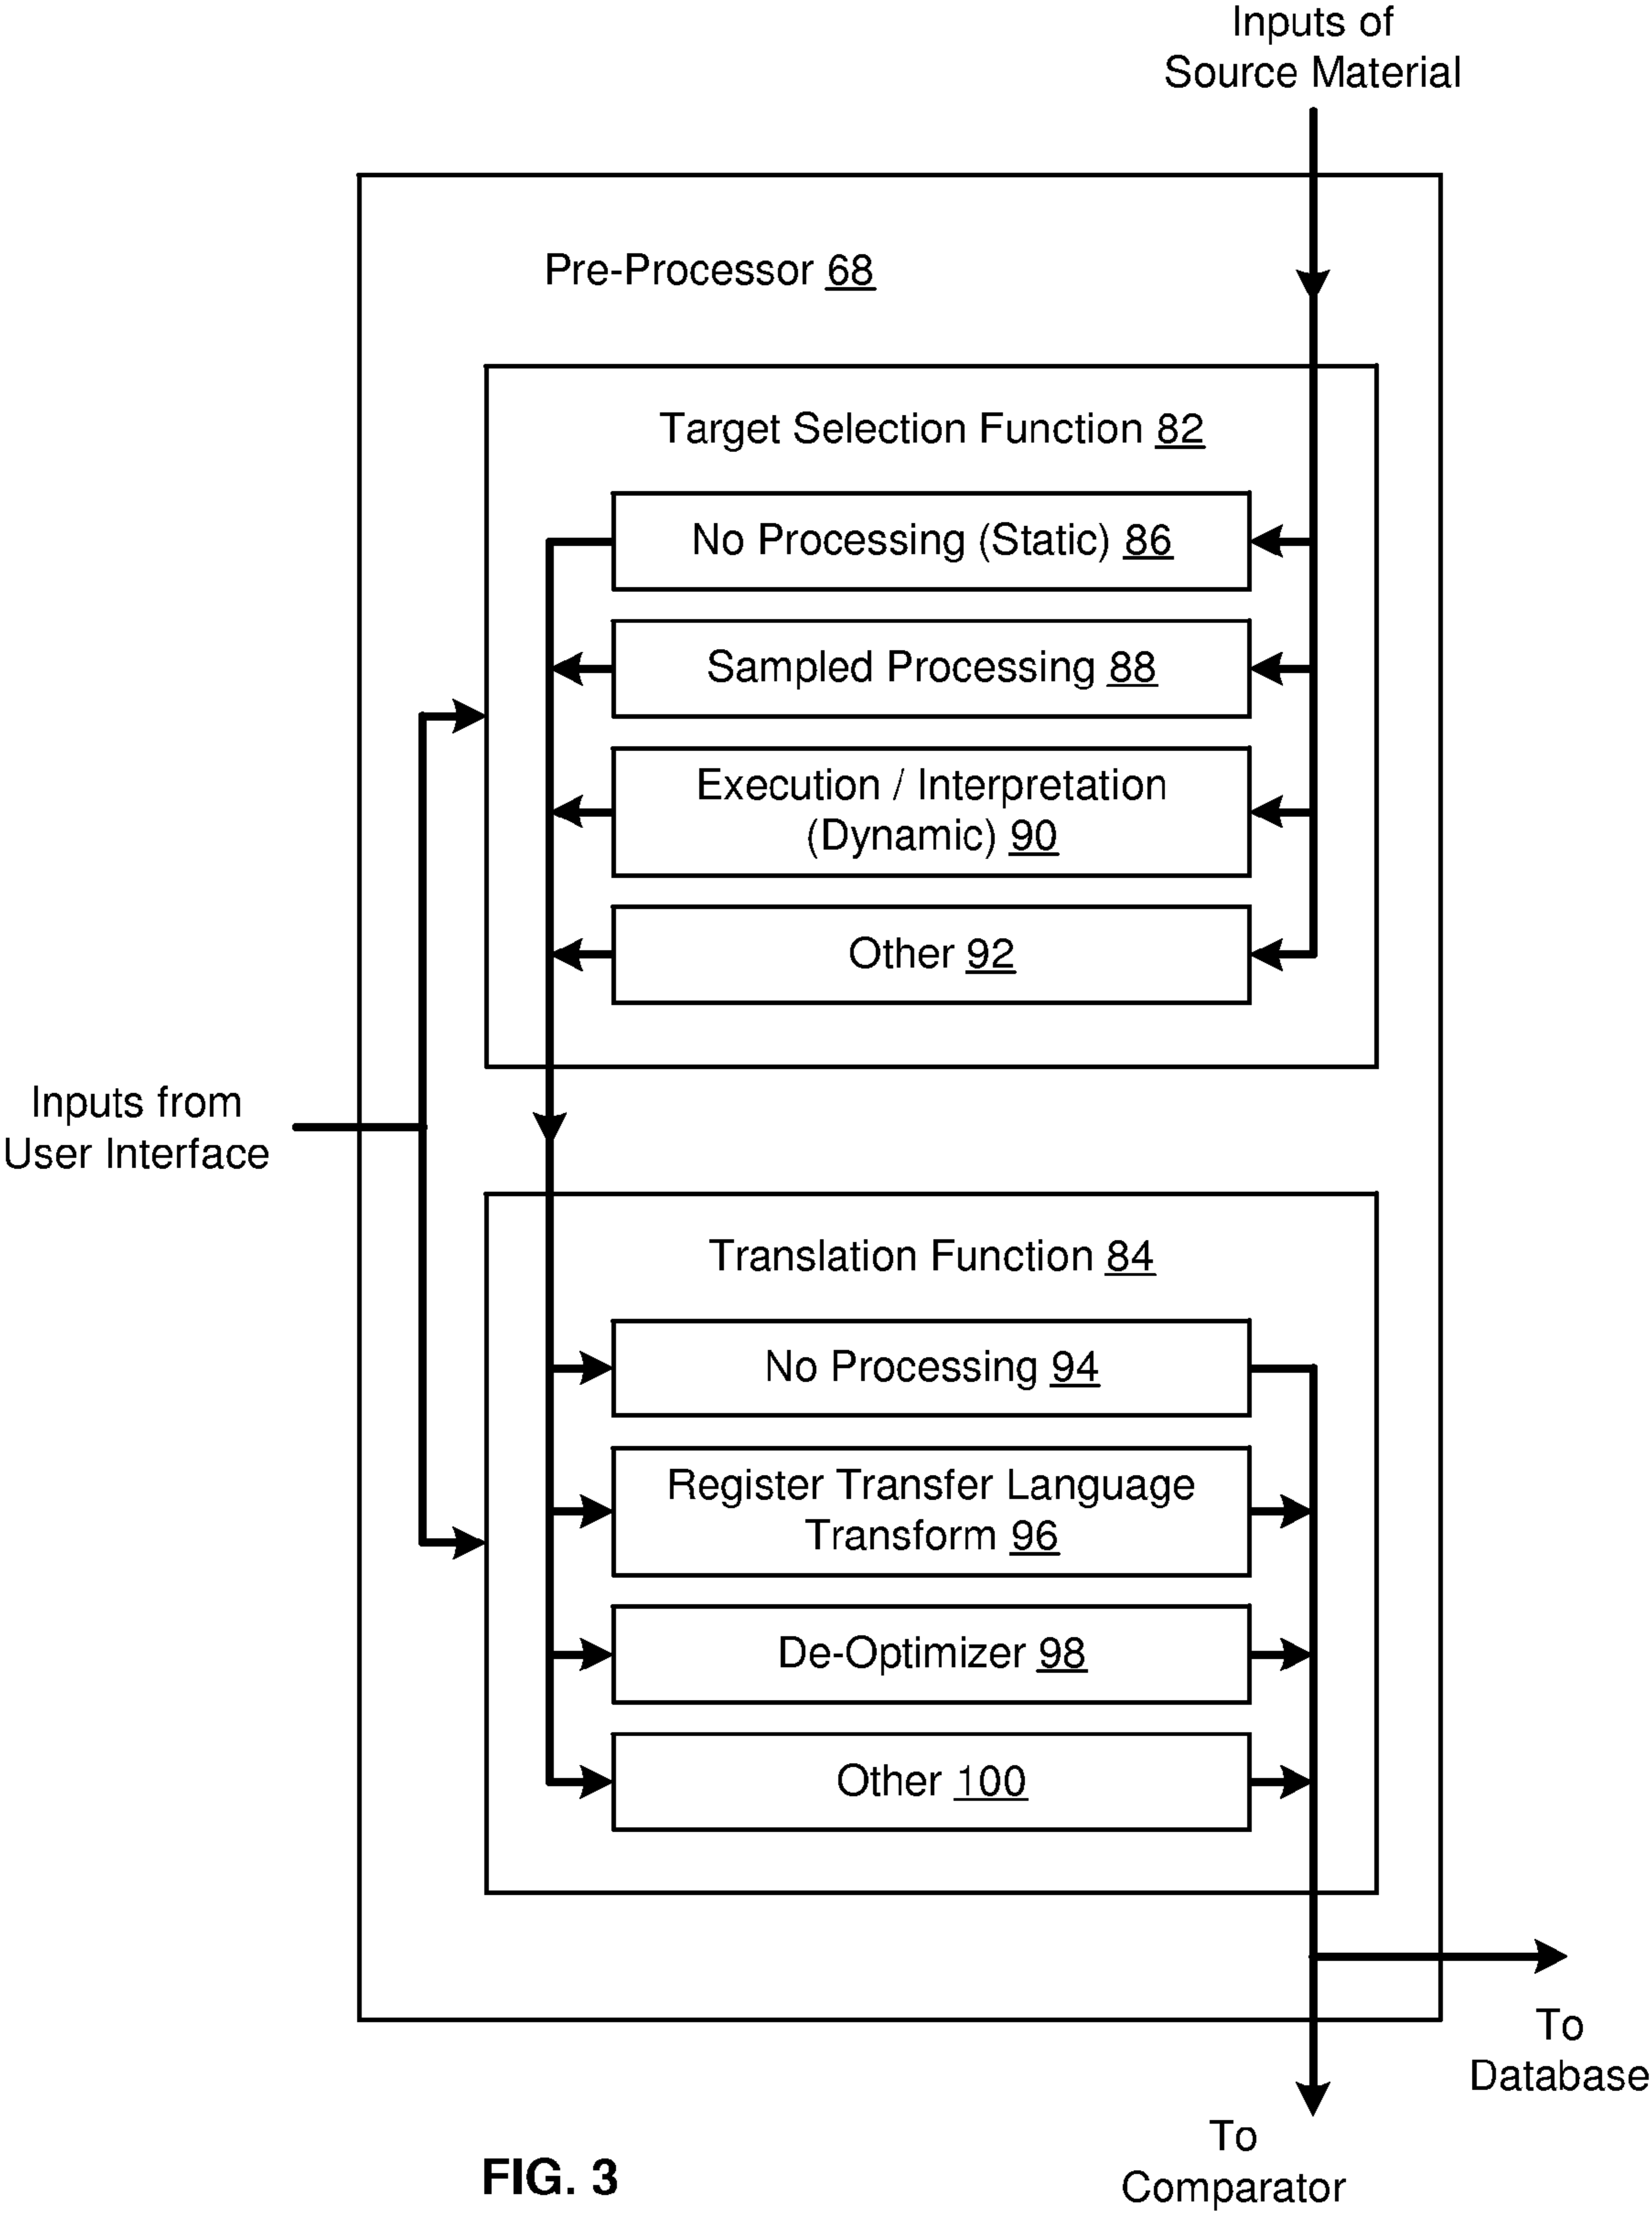 Inputs of
Source Material
Pre-Processor 68
Target Selection Function 82
No Processing (Static) 86
Sampled Processing 88
Execution / Interpretation
(Dynamic) 90
Other 92
Inputs from
User Interface
Translation Function 84
No Processing 94
Register Transfer Language
Transform 96
De-Optimizer 98
Other 100
To
Database
To
Comparator
FIG. 3